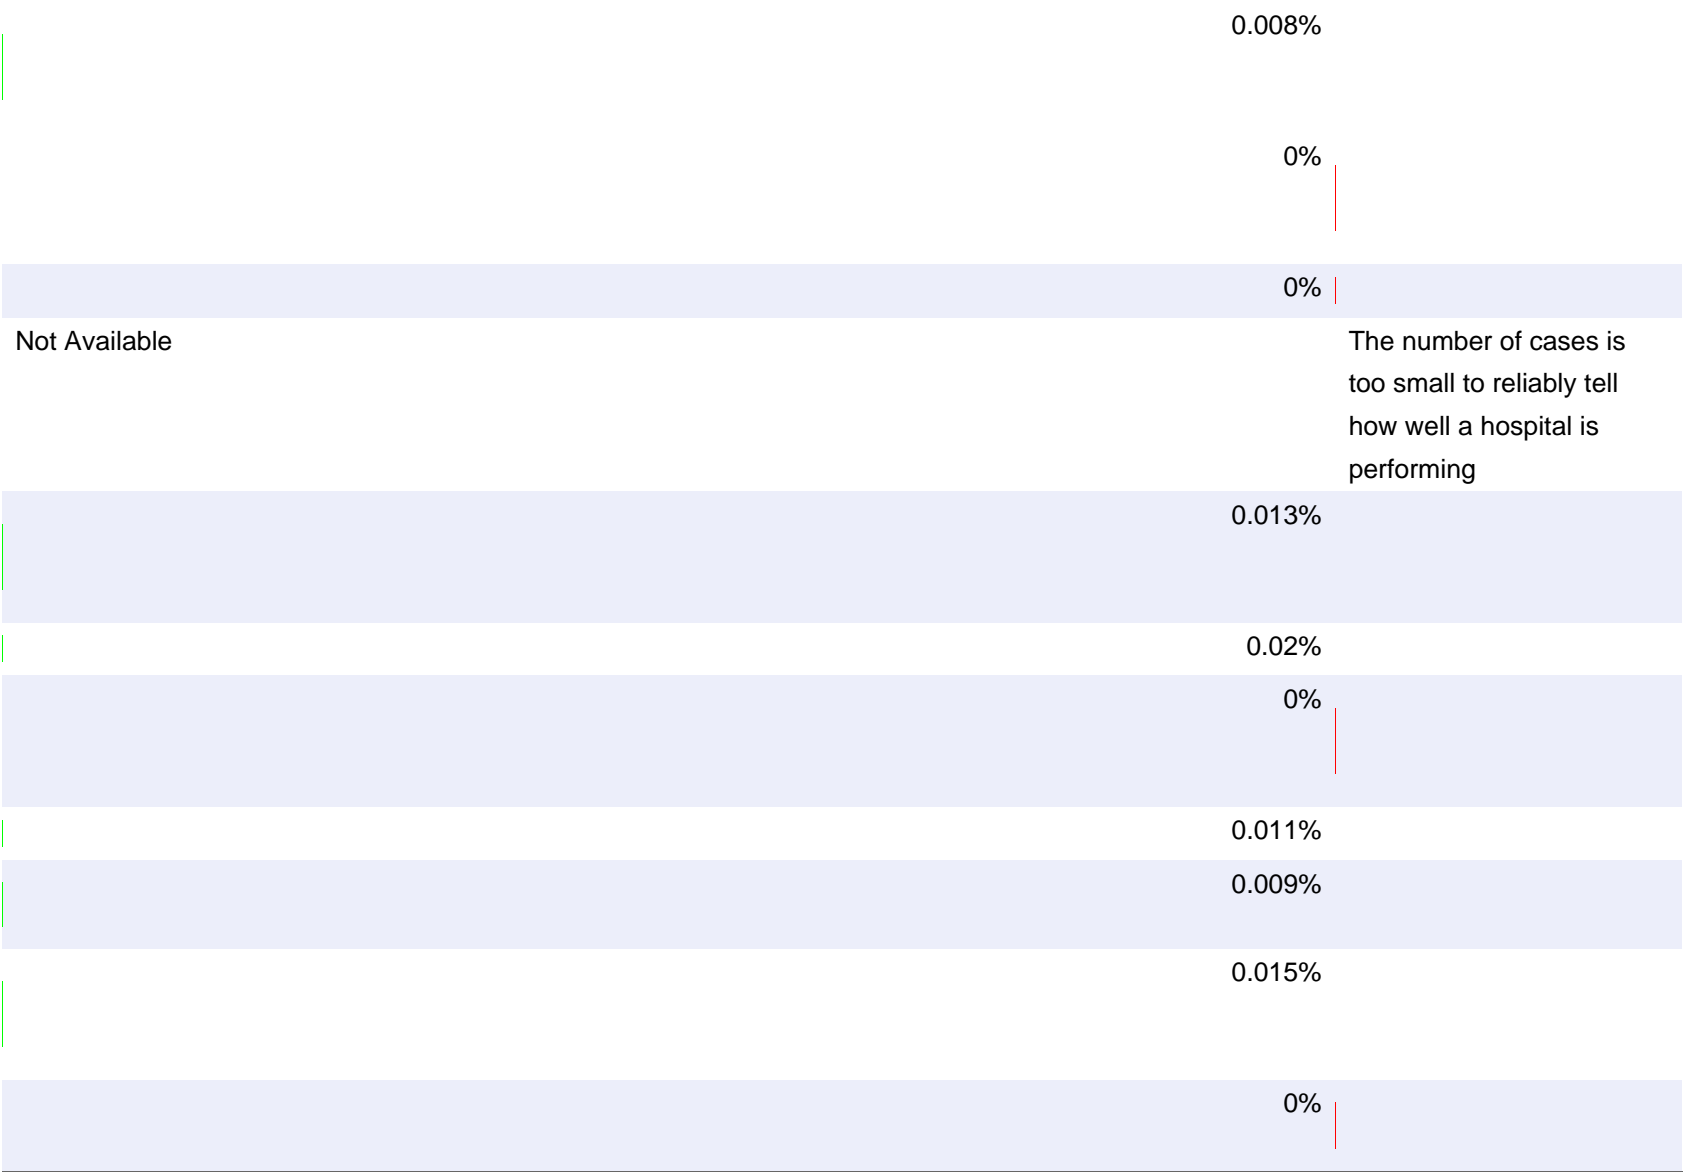 0.008%
0%
0%
Not Available
The number of cases is
too small to reliably tell
how well a hospital is
performing
0.013%
0.02%
0%
0.011%
0.009%
0.015%
0%